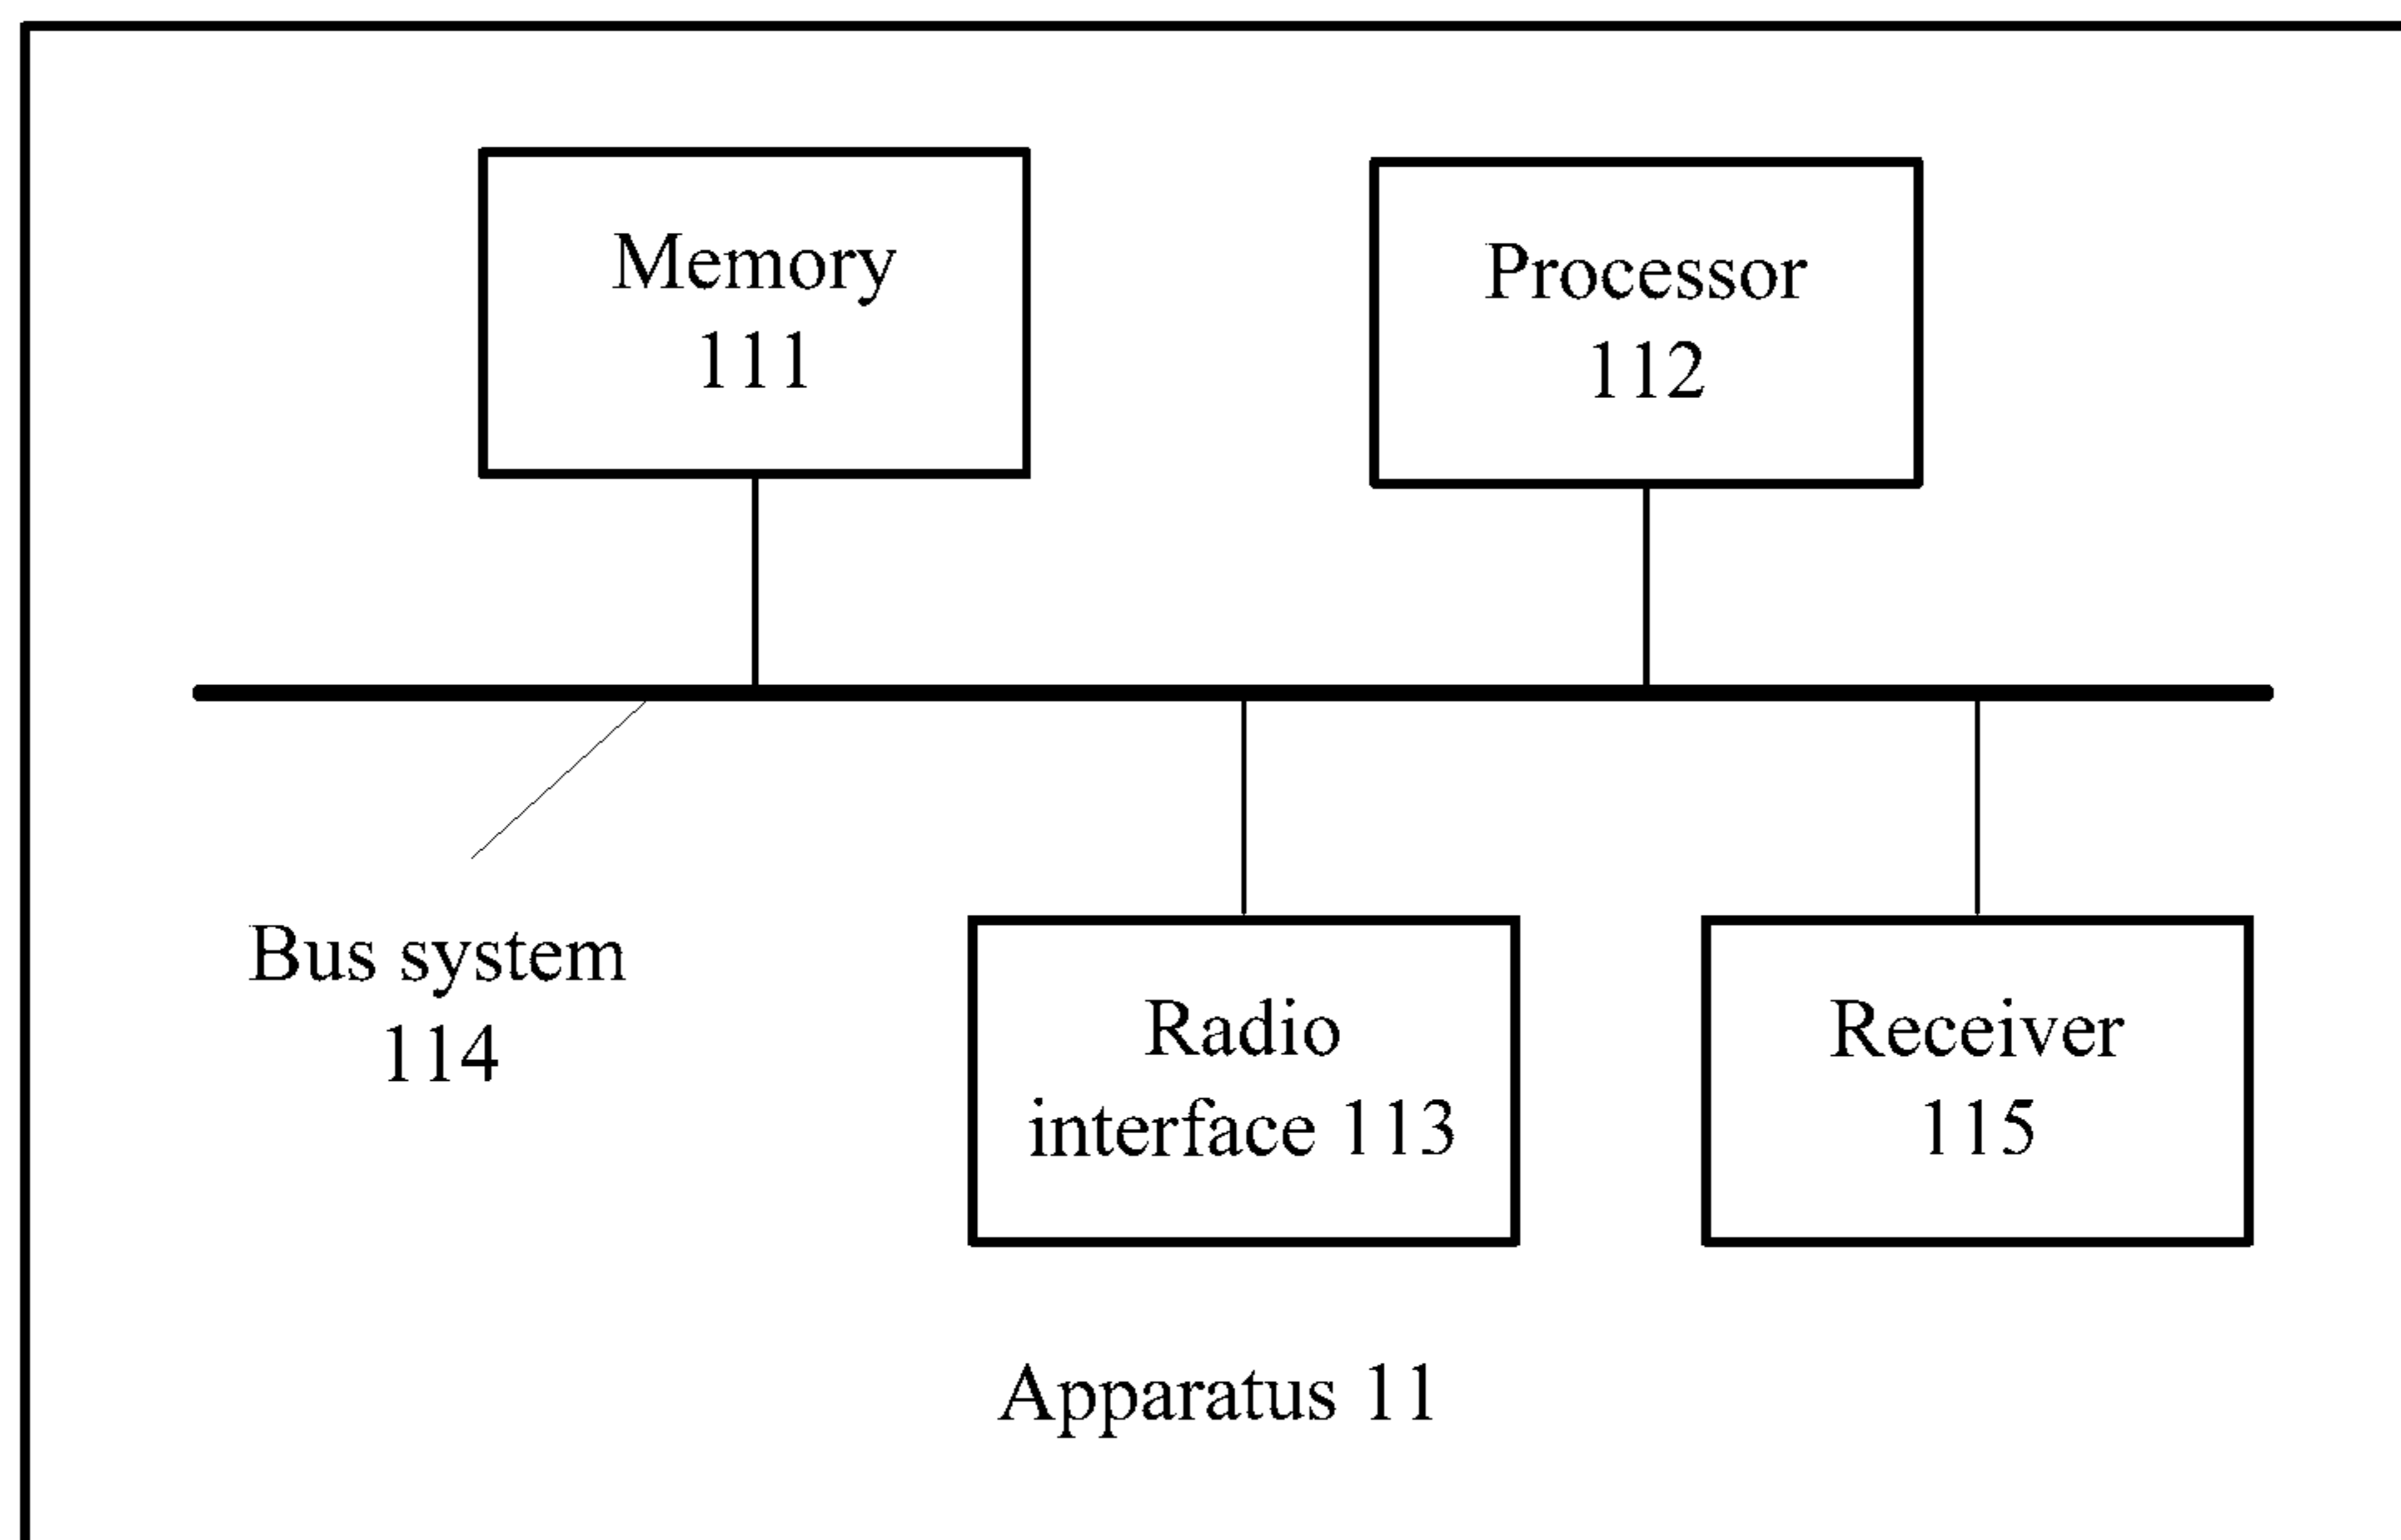 Memory
111
Processor
112
Bus system
114
Radio
interface 113
Receiver
115
Apparatus 11